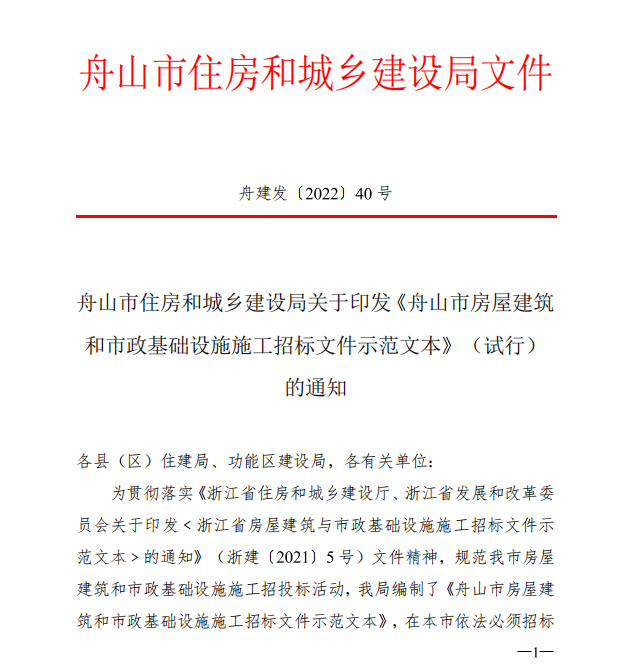 舟山市住房和城乡建设局文件
舟建发〔2022〕40 号
舟山市住房和城乡建设局关于印发《舟山市房屋建筑
和市政基础设施施工招标文件示范文本》（试行）
的通知
各县（区）住建局、功能区建设局，各有关单位：
为贯彻落实《浙江省住房和城乡建设厅、浙江省发展和改革委
员会关于印发＜浙江省房屋建筑与市政基础设施施工招标文件示
范文本＞的通知》（浙建〔2021〕5 号）文件精神，规范我市房屋
建筑和市政基础设施施工招投标活动，我局编制了《舟山市房屋建
筑和市政基础设施施工招标文件示范文本》，在本市依法必须招标
—1—